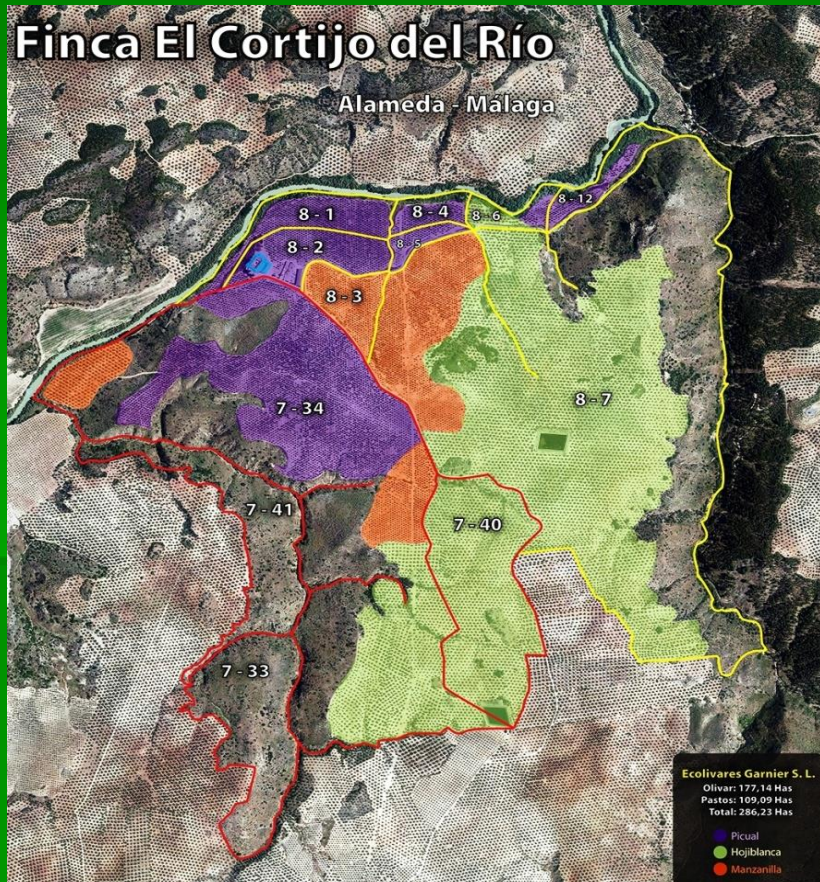 Finca El Cortijo del Río
Alameda - Málaga
8 - 12
8 - 1
8 - 4
8 - 6
8 - 2
8 - 5
8 - 3
7 - 34
8 - 7
7 - 41
7 - 40
7 - 33
Ecolivares Garnier S. L.
Olivar: 177,14 Has
Pastos: 109,09 Has
Total: 286,23 Has
Picual
Hojiblanca
Manzanilla